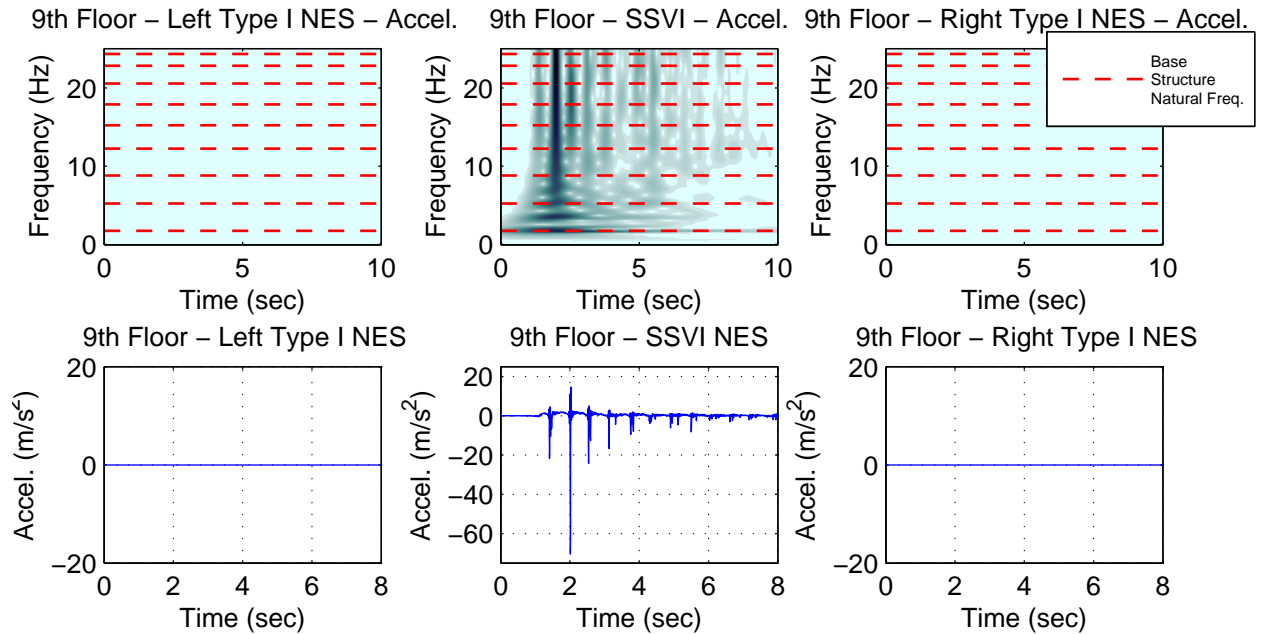 9th Floor – Left Type I NES – Accel.
9th Floor – SSVI – Accel.
9th Floor – Right Type I NES – Accel.
Frequency (Hz)
20
10
0
0
5
10
Time (sec)
Frequency (Hz)
20
10
0
0
5
10
Time (sec)
Frequency (Hz)
20
10
0
0
5
10
Time (sec)
Base
Structure
Natural Freq.
9th Floor – Left Type I NES
9th Floor – SSVI NES
9th Floor – Right Type I NES
Accel. (m/s²)
20
0
−20
0
2
4
6
8
Time (sec)
Accel. (m/s²)
20
0
−20
−40
−60
0
2
4
6
8
Time (sec)
Accel. (m/s²)
20
0
−20
0
2
4
6
8
Time (sec)